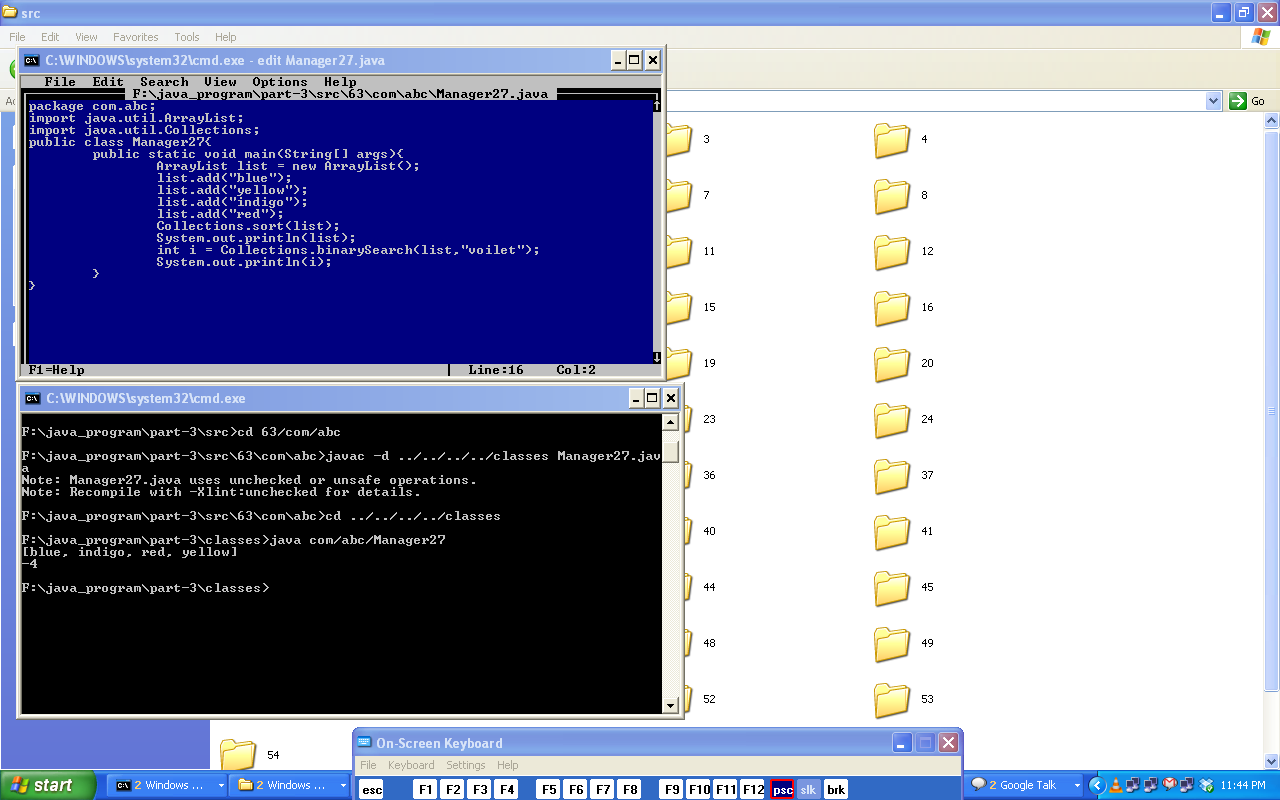 src
File Edit View Favorites Tools Help
C:\WINDOWS\system32\cmd.exe - edit Manager27.java
File Edit Search View Options Help
F:\java_program\part-3\src\63\com\abc\Manager27.java
package com.abc;
import java.util.ArrayList;
import java.util.Collections;
public class Manager27{
public static void main(String[] args){
ArrayList list = new ArrayList();
list.add("blue");
list.add("yellow");
list.add("indigo");
list.add("red");
Collections.sort(list);
System.out.println(list);
int i = Collections.binarySearch(list,"voilet");
System.out.println(i);
}
}
F1=Help Line:16 Col:2
Go
C:\WINDOWS\system32\cmd.exe
F:\java_program\part-3\src>cd 63/com/abc
F:\java_program\part-3\src\63\com\abc>javac -d ../../../../classes Manager27.jav
a
Note: Manager27.java uses unchecked or unsafe operations.
Note: Recompile with -Xlint:unchecked for details.
F:\java_program\part-3\src\63\com\abc>cd ../../../../classes
F:\java_program\part-3\classes>java com/abc/Manager27
[blue, indigo, red, yellow]
-4
F:\java_program\part-3\classes>
3 4
7 8
11 12
15 16
19 20
23 24
36 37
40 41
44 45
48 49
52 53
54
On-Screen Keyboard
File Keyboard Settings Help
esc F1 F2 F3 F4 F5 F6 F7 F8 F9 F10 F11 F12 psc slk brk
start 2 Windows ... 2 Windows ... 2 Google Talk 11:44 PM